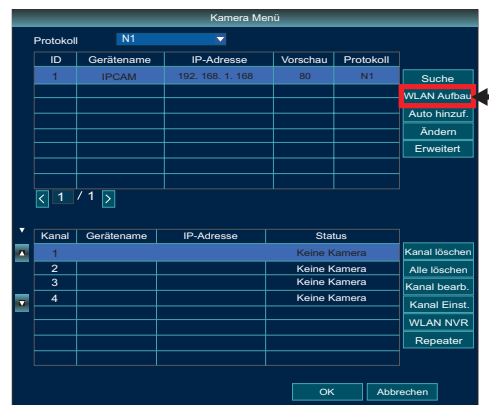 Kamera Menü
Protokoll N1
ID Gerätename IP-Adresse Vorschau Protokoll
1 IPCAM 192. 168. 1. 168 80 N1
Suche
WLAN Aufbau
Auto hinzuf.
Ändern
Erweitert
< 1 / 1 >
Kanal Gerätename IP-Adresse Status
1 Keine Kamera
2 Keine Kamera
3 Keine Kamera
4 Keine Kamera
Kanal löschen
Alle löschen
Kanal bearb.
Kanal Einst.
WLAN NVR
Repeater
OK Abbrechen